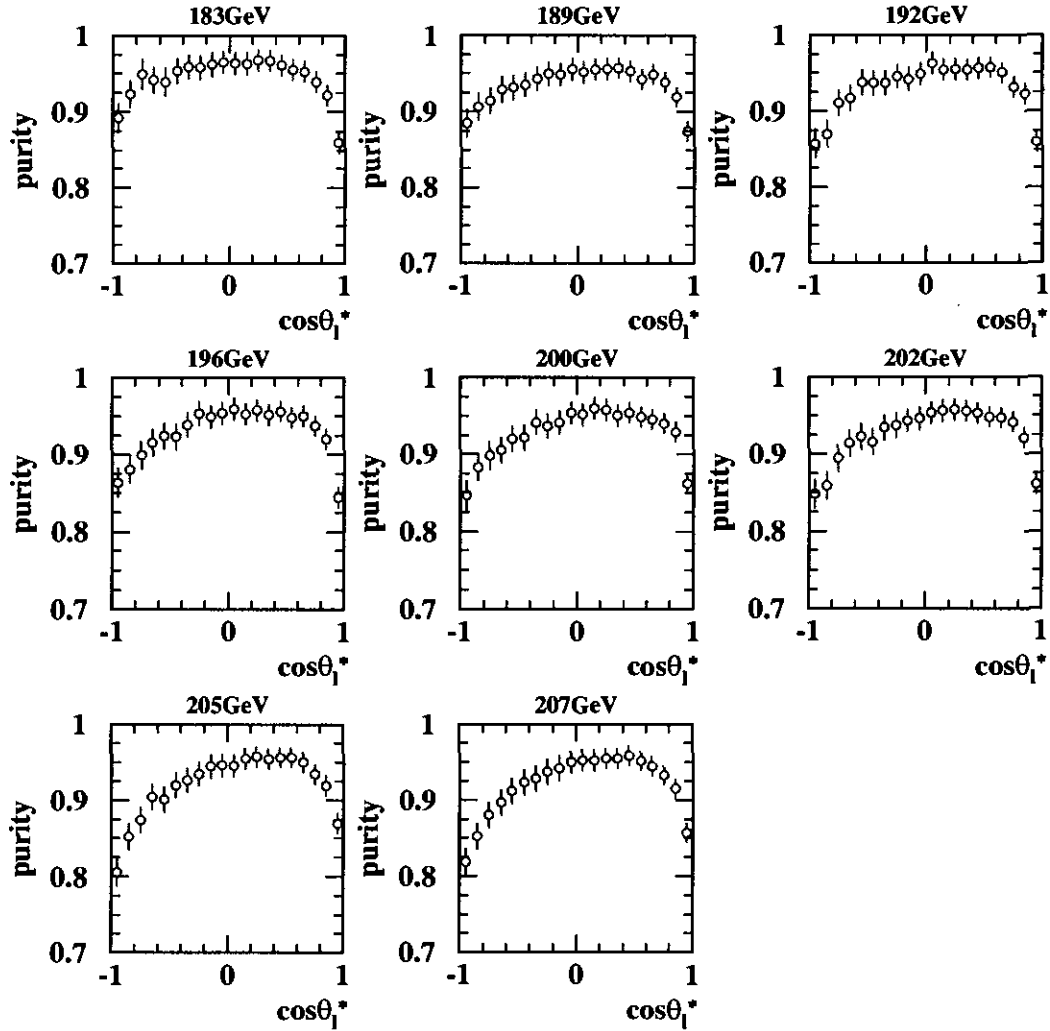 183GeV
189GeV
192GeV
purity
1
0.9
0.8
0.7
-1
0
1
cosθl*
purity
1
0.9
0.8
0.7
-1
0
1
cosθl*
purity
1
0.9
0.8
0.7
-1
0
1
cosθl*
196GeV
200GeV
202GeV
purity
1
0.9
0.8
0.7
-1
0
1
cosθl*
purity
1
0.9
0.8
0.7
-1
0
1
cosθl*
purity
1
0.9
0.8
0.7
-1
0
1
cosθl*
205GeV
207GeV
purity
1
0.9
0.8
0.7
-1
0
1
cosθl*
purity
1
0.9
0.8
0.7
-1
0
1
cosθl*